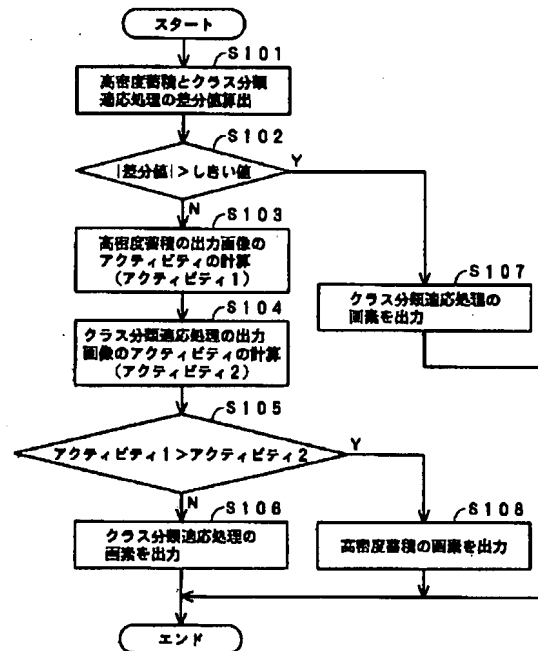 スタート
S101
高密度蓄積とクラス分類
適応処理の差分値算出
S102
|差分値|>しきい値
Y
N
S103
高密度蓄積の出力画像の
アクティビティの計算
(アクティビティ1)
S107
クラス分類適応処理の
画素を出力
S104
クラス分類適応処理の出力
画像のアクティビティの計算
(アクティビティ2)
S105
アクティビティ1>アクティビティ2
Y
N
S106
クラス分類適応処理の
画素を出力
S108
高密度蓄積の画素を出力
エンド